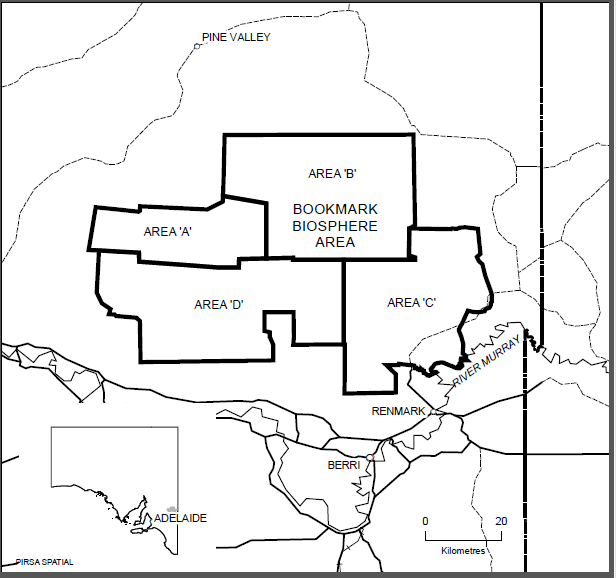 PINE VALLEY
AREA 'B'
BOOKMARK
BIOSPHERE
AREA
AREA 'A'
AREA 'D'
AREA 'C'
RIVER MURRAY
RENMARK
BERRI
ADELAIDE
0 20
Kilometres
PIRSA SPATIAL